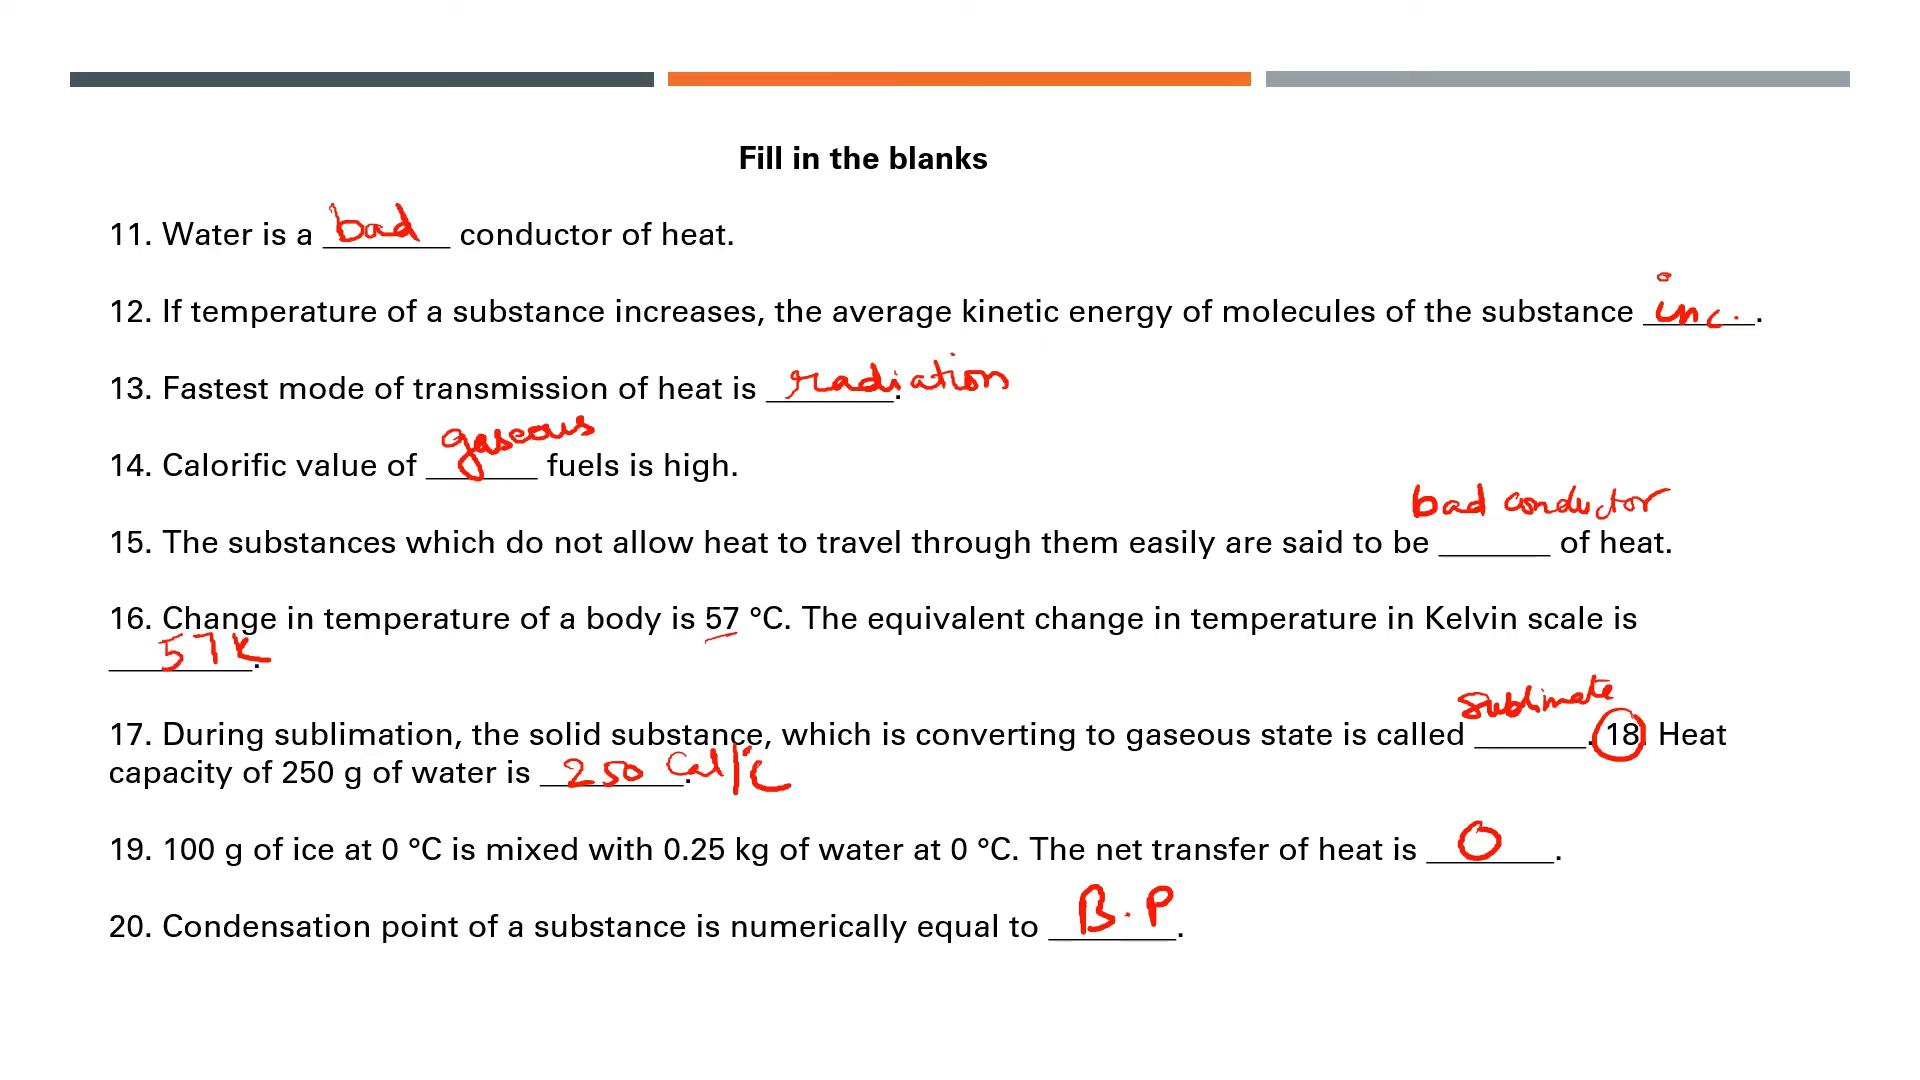 Fill in the blanks
11. Water is a bad conductor of heat.
12. If temperature of a substance increases, the average kinetic energy of molecules of the substance inc. .
13. Fastest mode of transmission of heat is radiation.
14. Calorific value of gaseous fuels is high.
15. The substances which do not allow heat to travel through them easily are said to be bad conductor of heat.
16. Change in temperature of a body is 57 °C. The equivalent change in temperature in Kelvin scale is
57 K.
17. During sublimation, the solid substance, which is converting to gaseous state is called sublimate. 18. Heat
capacity of 250 g of water is 250 Cal/°C.
19. 100 g of ice at 0 °C is mixed with 0.25 kg of water at 0 °C. The net transfer of heat is 0.
20. Condensation point of a substance is numerically equal to B.P.